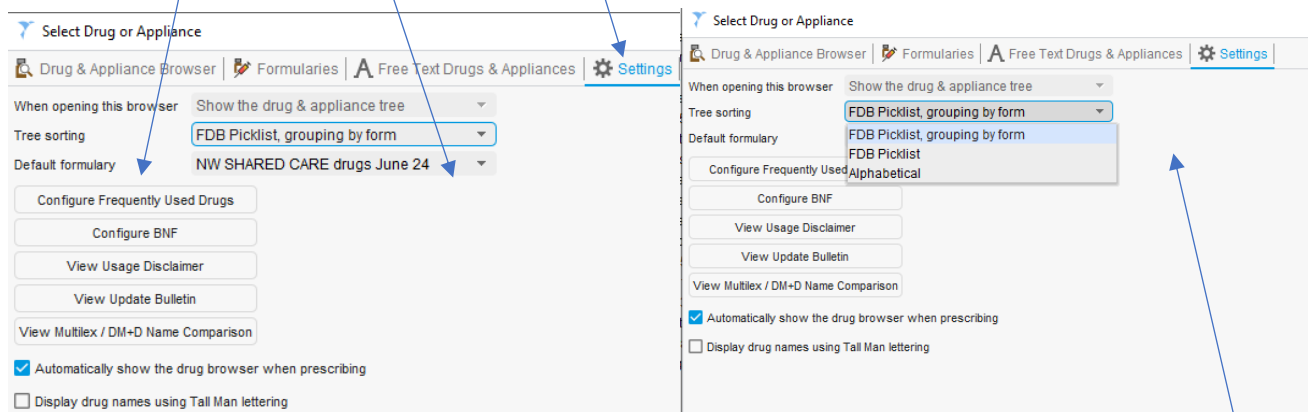 Select Drug or Appliance
Drug & Appliance Browser Formularies A Free Text Drugs & Appliances Settings
When opening this browser Show the drug & appliance tree
Tree sorting FDB Picklist, grouping by form
Default formulary NW SHARED CARE drugs June 24
Configure Frequently Used Drugs
Configure BNF
View Usage Disclaimer
View Update Bulletin
View Multilex / DM+D Name Comparison
Automatically show the drug browser when prescribing
Display drug names using Tall Man lettering
Select Drug or Appliance
Drug & Appliance Browser Formularies A Free Text Drugs & Appliances Settings
When opening this browser Show the drug & appliance tree
Tree sorting FDB Picklist, grouping by form
Default formulary FDB Picklist, grouping by form
FDB Picklist
Configure Frequently Used Alphabetical
Configure BNF
View Usage Disclaimer
View Update Bulletin
View Multilex / DM+D Name Comparison
Automatically show the drug browser when prescribing
Display drug names using Tall Man lettering